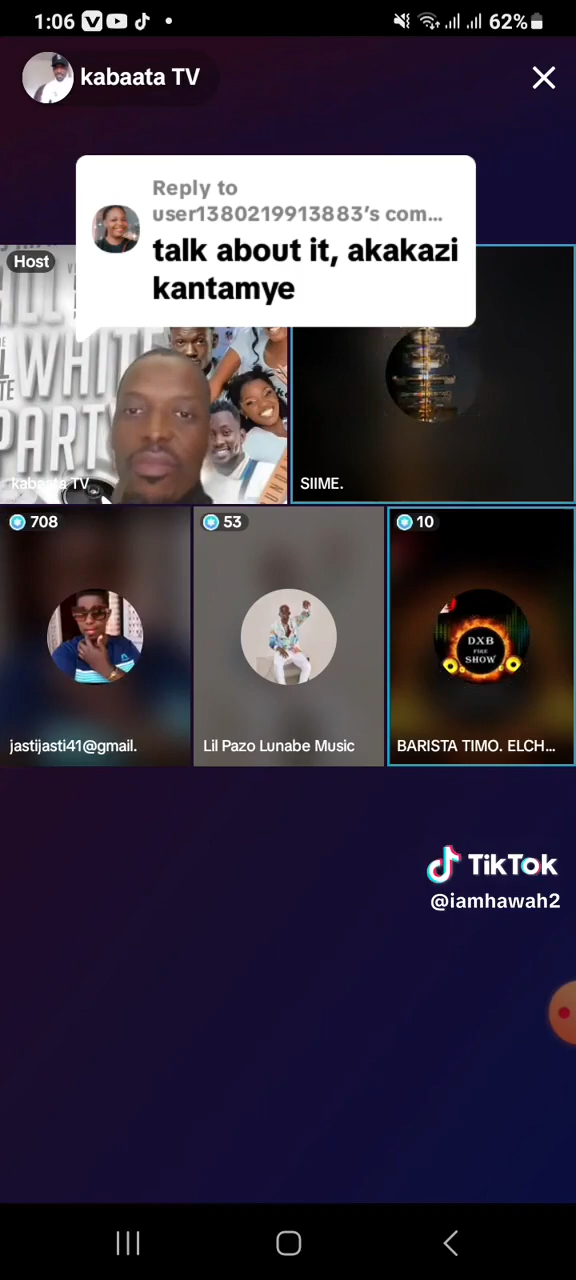 1:06
62%
kabaata TV
Reply to
user1380219913883's com...
talk about it, akakazi
kantamye
Host
WHITE
PARTY
kabaata TV
SIIME.
708
53
10
DXB
FIRE
SHOW
jastijasti41@gmail.
Lil Pazo Lunabe Music
BARISTA TIMO. ELCH...
TikTok
@iamhawah2